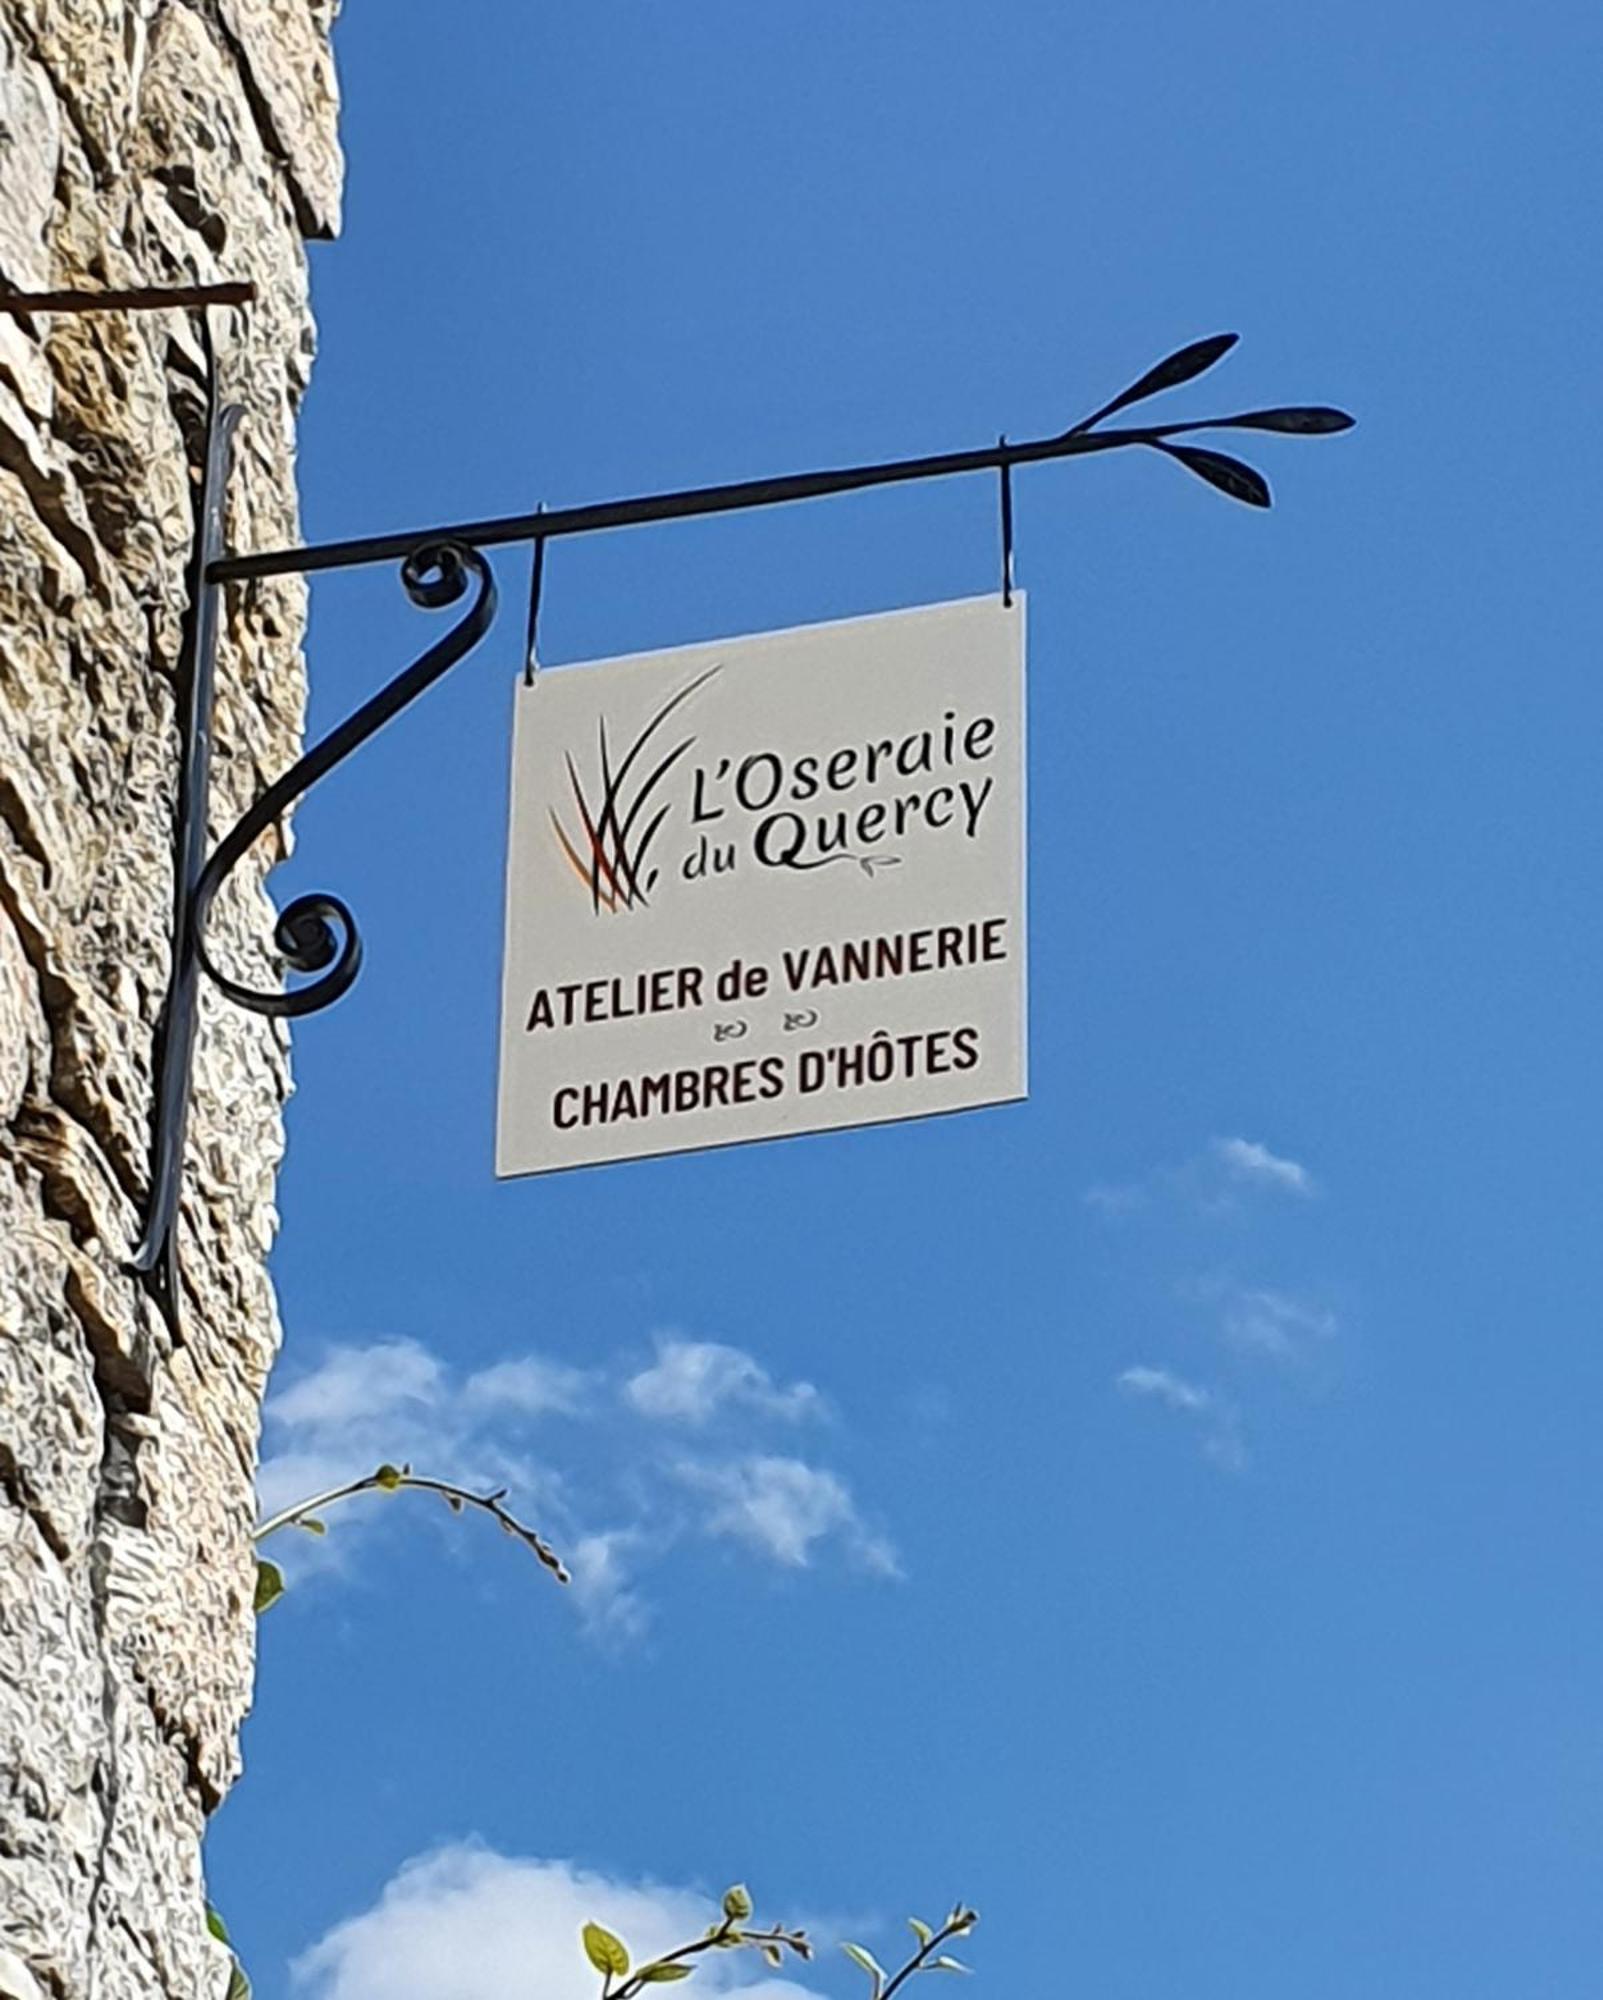 L'Oseraie
du Quercy
ATELIER de VANNERIE
CHAMBRES D'HÔTES